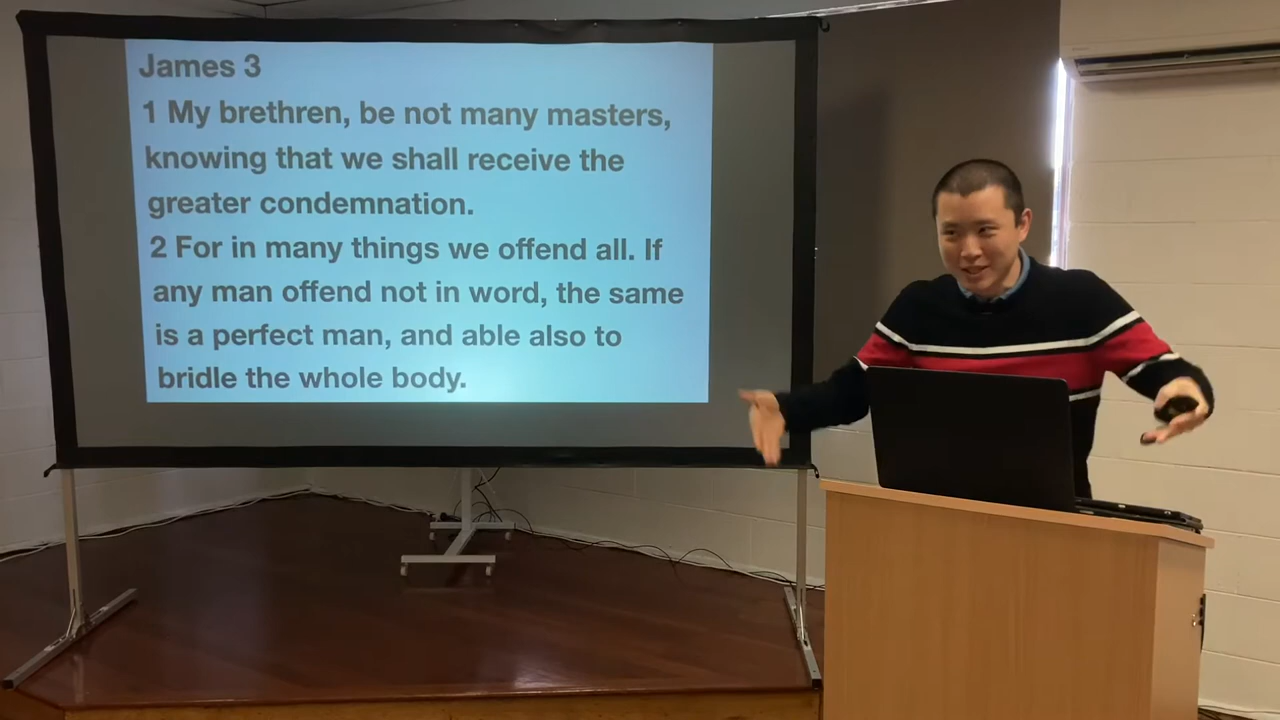 James 3
1 My brethren, be not many masters,
knowing that we shall receive the
greater condemnation.
2 For in many things we offend all. If
any man offend not in word, the same
is a perfect man, and able also to
bridle the whole body.